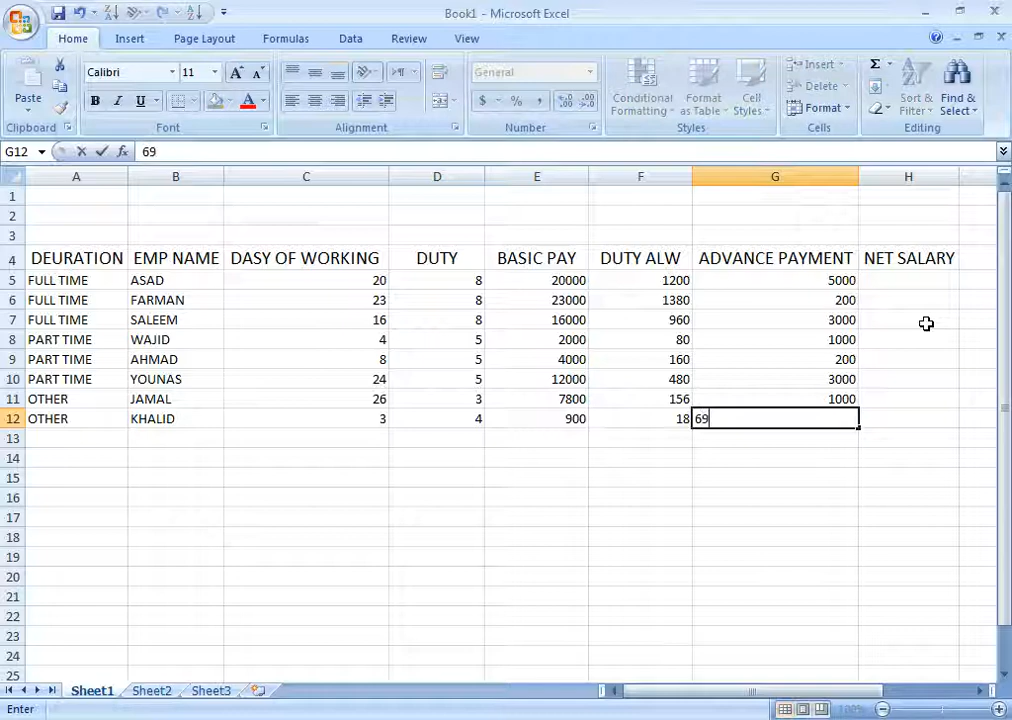 Book1 - Microsoft Excel
Home Insert Page Layout Formulas Data Review View
Paste
Clipboard
Calibri 11
B I U
Font
Alignment
General
$ % ,
Number
Conditional Formatting
Format as Table
Cell Styles
Styles
Insert
Delete
Format
Cells
Σ
Sort & Filter
Find & Select
Editing
G12 fx 69
A B C D E F G H
1
2
3
4 DEURATION EMP NAME DASY OF WORKING DUTY BASIC PAY DUTY ALW ADVANCE PAYMENT NET SALARY
5 FULL TIME ASAD 20 8 20000 1200 5000
6 FULL TIME FARMAN 23 8 23000 1380 200
7 FULL TIME SALEEM 16 8 16000 960 3000
8 PART TIME WAJID 4 5 2000 80 1000
9 PART TIME AHMAD 8 5 4000 160 200
10 PART TIME YOUNAS 24 5 12000 480 3000
11 OTHER JAMAL 26 3 7800 156 1000
12 OTHER KHALID 3 4 900 18 69
13
14
15
16
17
18
19
20
21
22
23
24
25
Sheet1 Sheet2 Sheet3
Enter 100%